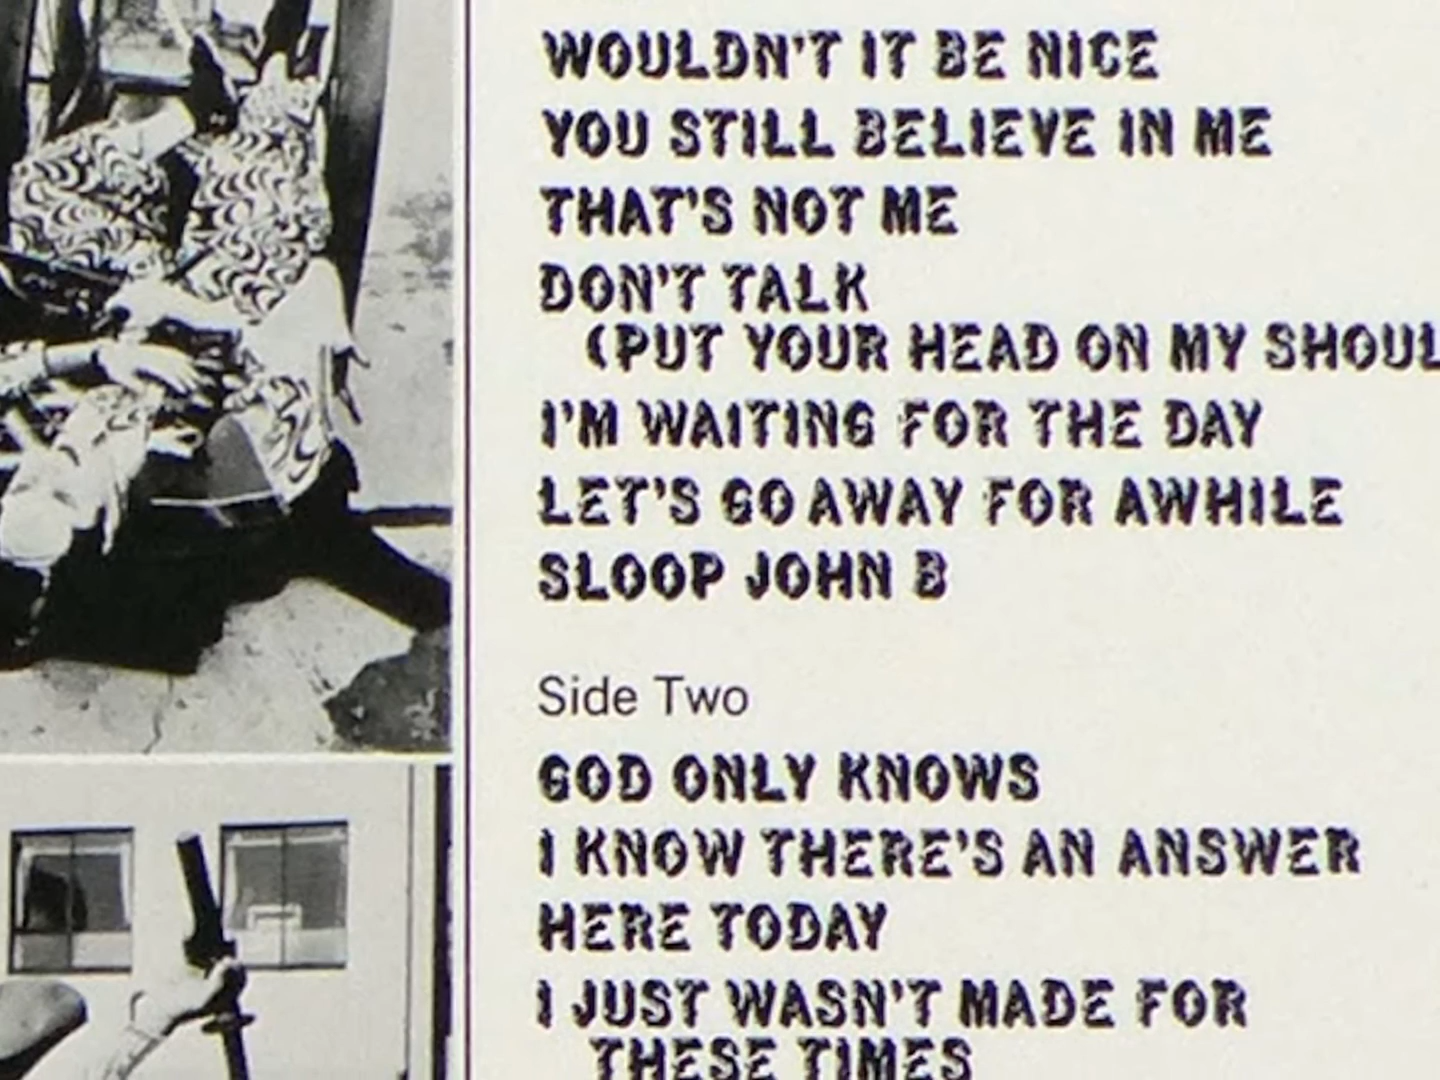 WOULDN'T IT BE NICE
YOU STILL BELIEVE IN ME
THAT'S NOT ME
DON'T TALK
(PUT YOUR HEAD ON MY SHOUL
I'M WAITING FOR THE DAY
LET'S GO AWAY FOR AWHILE
SLOOP JOHN B
Side Two
GOD ONLY KNOWS
I KNOW THERE'S AN ANSWER
HERE TODAY
I JUST WASN'T MADE FOR
THESE TIMES